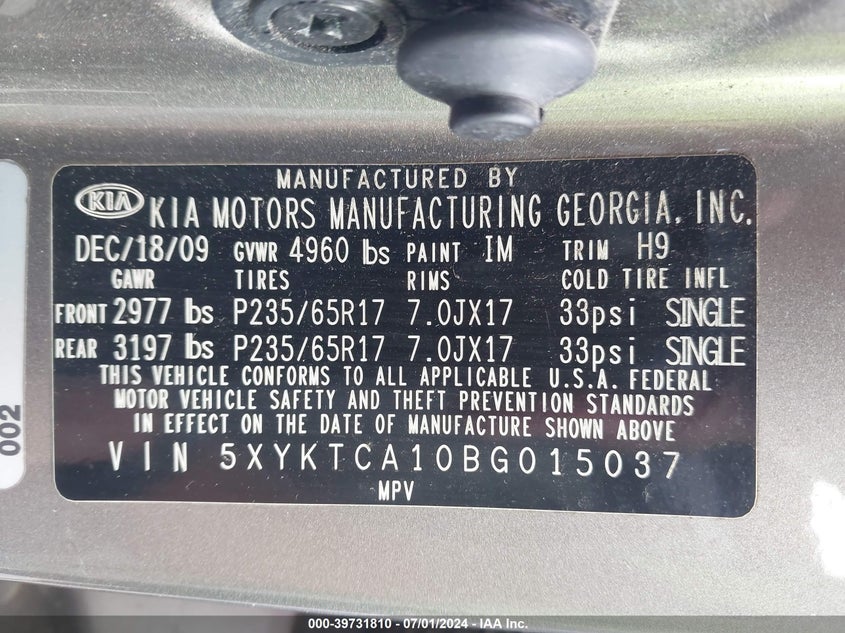 MANUFACTURED BY
KIA KIA MOTORS MANUFACTURING GEORGIA, INC.
DEC/18/09 GVWR 4960 lbs PAINT IM TRIM H9
GAWR TIRES RIMS COLD TIRE INFL
FRONT 2977 lbs P235/65R17 7.0JX17 33psi SINGLE
REAR 3197 lbs P235/65R17 7.0JX17 33psi SINGLE
THIS VEHICLE CONFORMS TO ALL APPLICABLE U.S.A. FEDERAL
MOTOR VEHICLE SAFETY AND THEFT PREVENTION STANDARDS
IN EFFECT ON THE DATE OF MANUFACTURE SHOWN ABOVE
VIN 5XYKTCA10BG015037
MPV
002
000-39731810 - 07/01/2024 - IAA Inc.